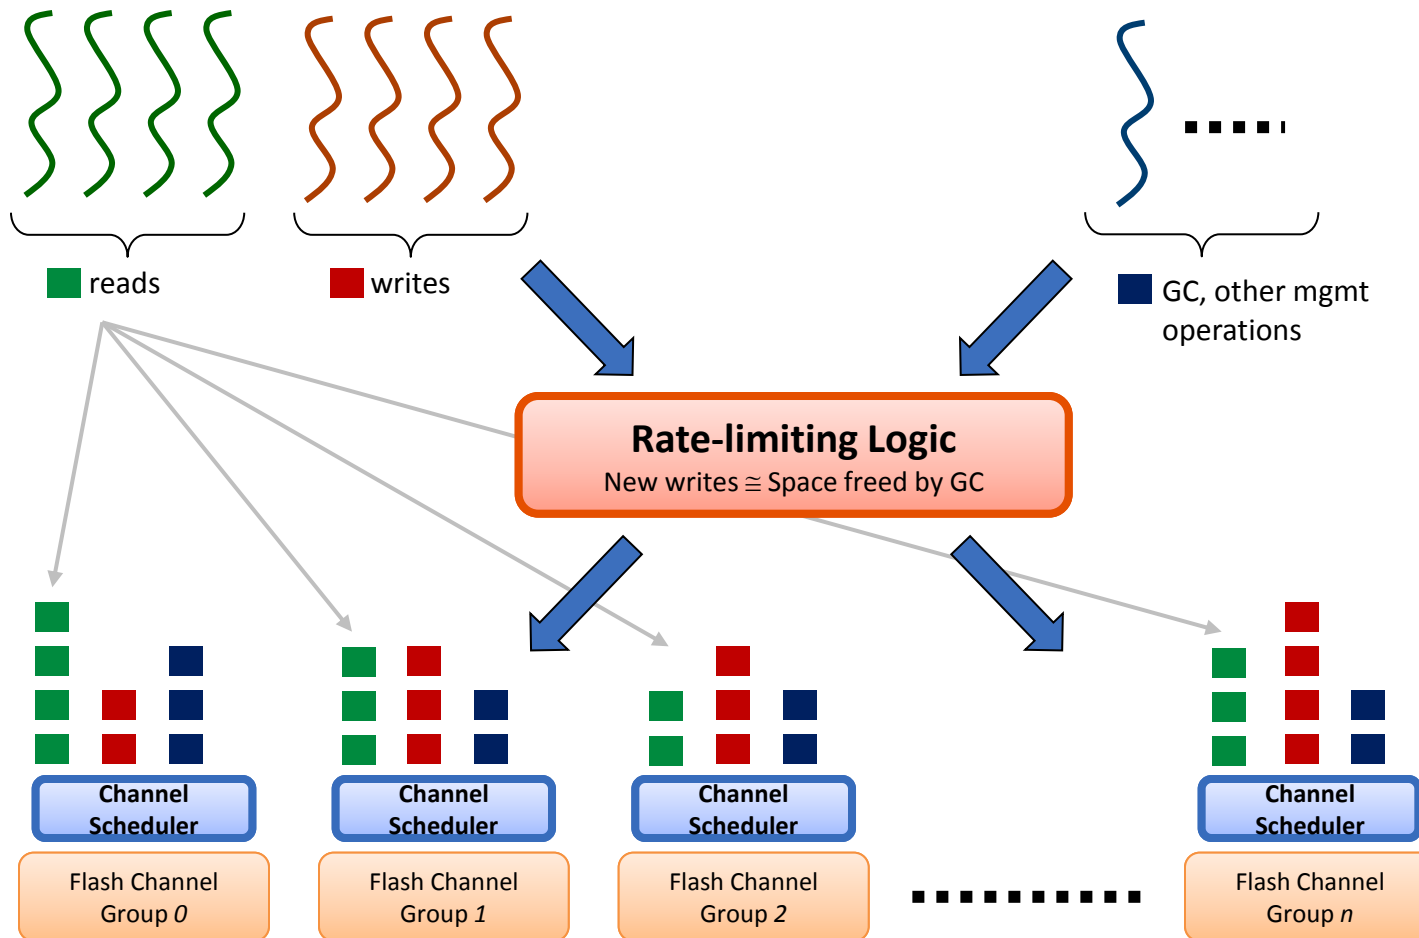 reads
writes
GC, other mgmt
operations
Rate-limiting Logic
New writes ≅ Space freed by GC
Channel
Scheduler
Channel
Scheduler
Channel
Scheduler
Channel
Scheduler
Flash Channel
Group 0
Flash Channel
Group 1
Flash Channel
Group 2
Flash Channel
Group n